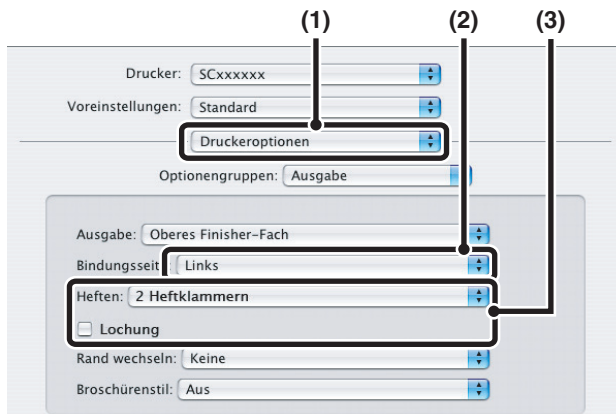 (1) (2) (3)
Drucker: SCxxxxxx
Voreinstellungen: Standard
Druckeroptionen
Optionengruppen: Ausgabe
Ausgabe: Oberes Finisher-Fach
Bindungsseit Links
Heften: 2 Heftklammern
Lochung
Rand wechseln: Keine
Broschürenstil: Aus